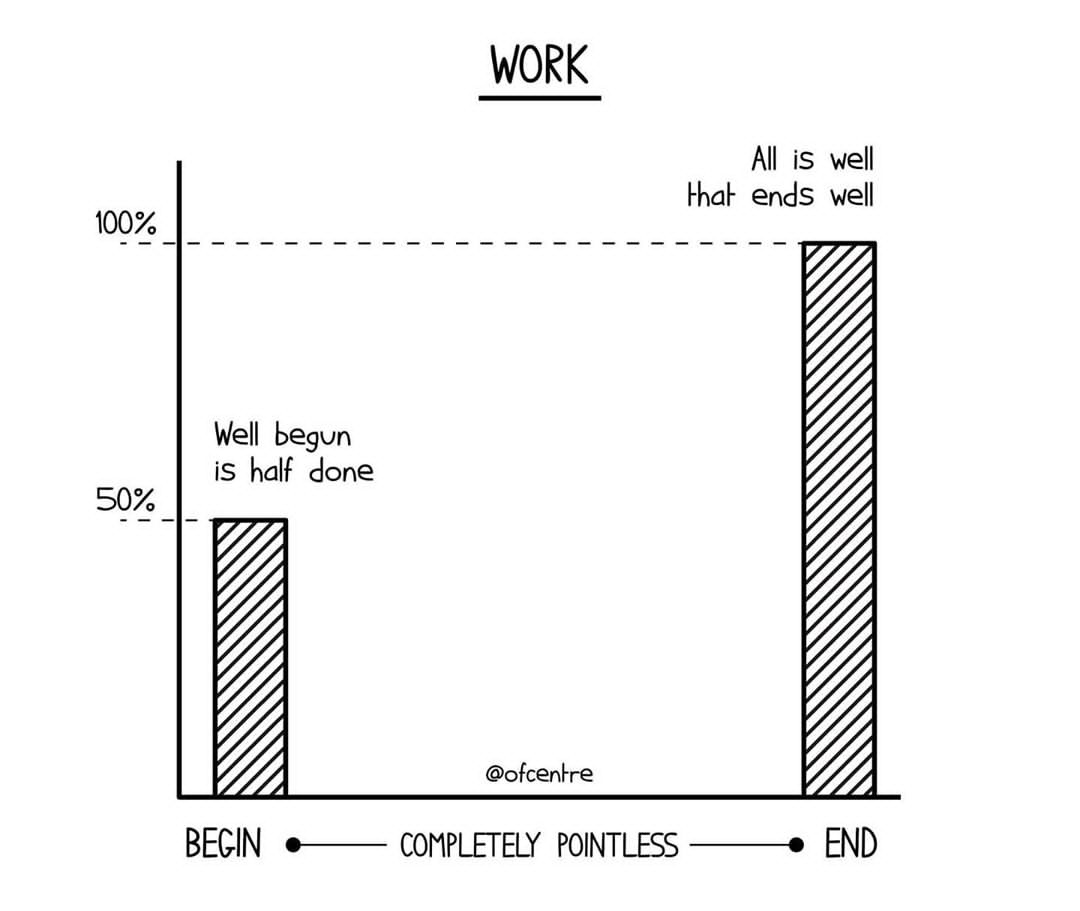 WORK
All is well
that ends well
100%
Well begun
is half done
50%
@ofcentre
BEGIN COMPLETELY POINTLESS END